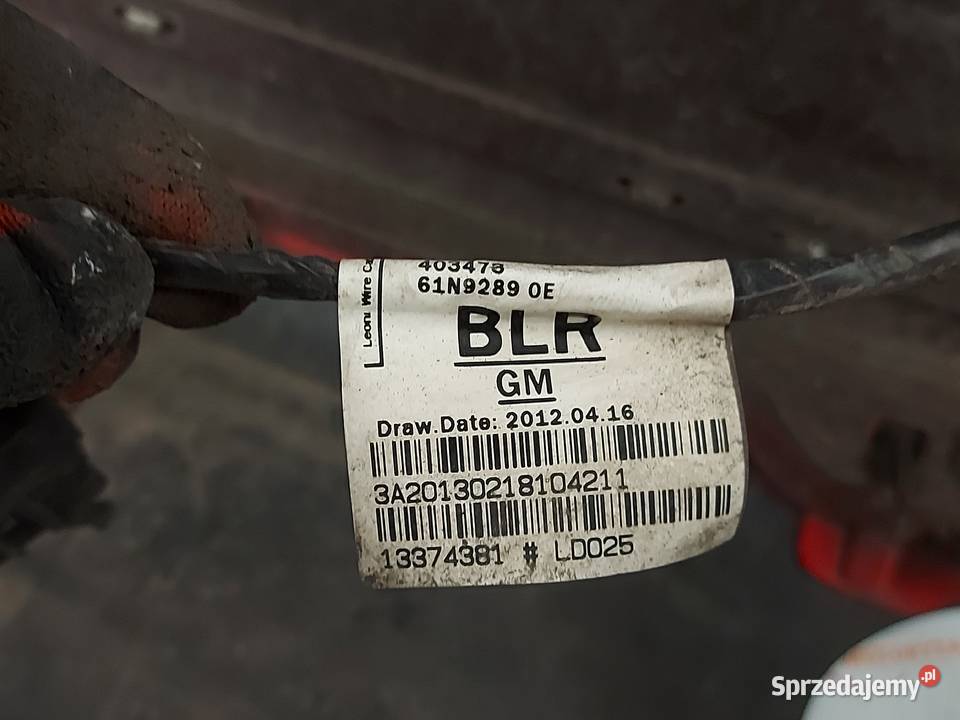 Leoni Wire
403478
61N9289 0E
BLR
GM
Draw.Date: 2012.04.16
3A20130218104211
13374381 # LD025
Sprzedajemy.pl